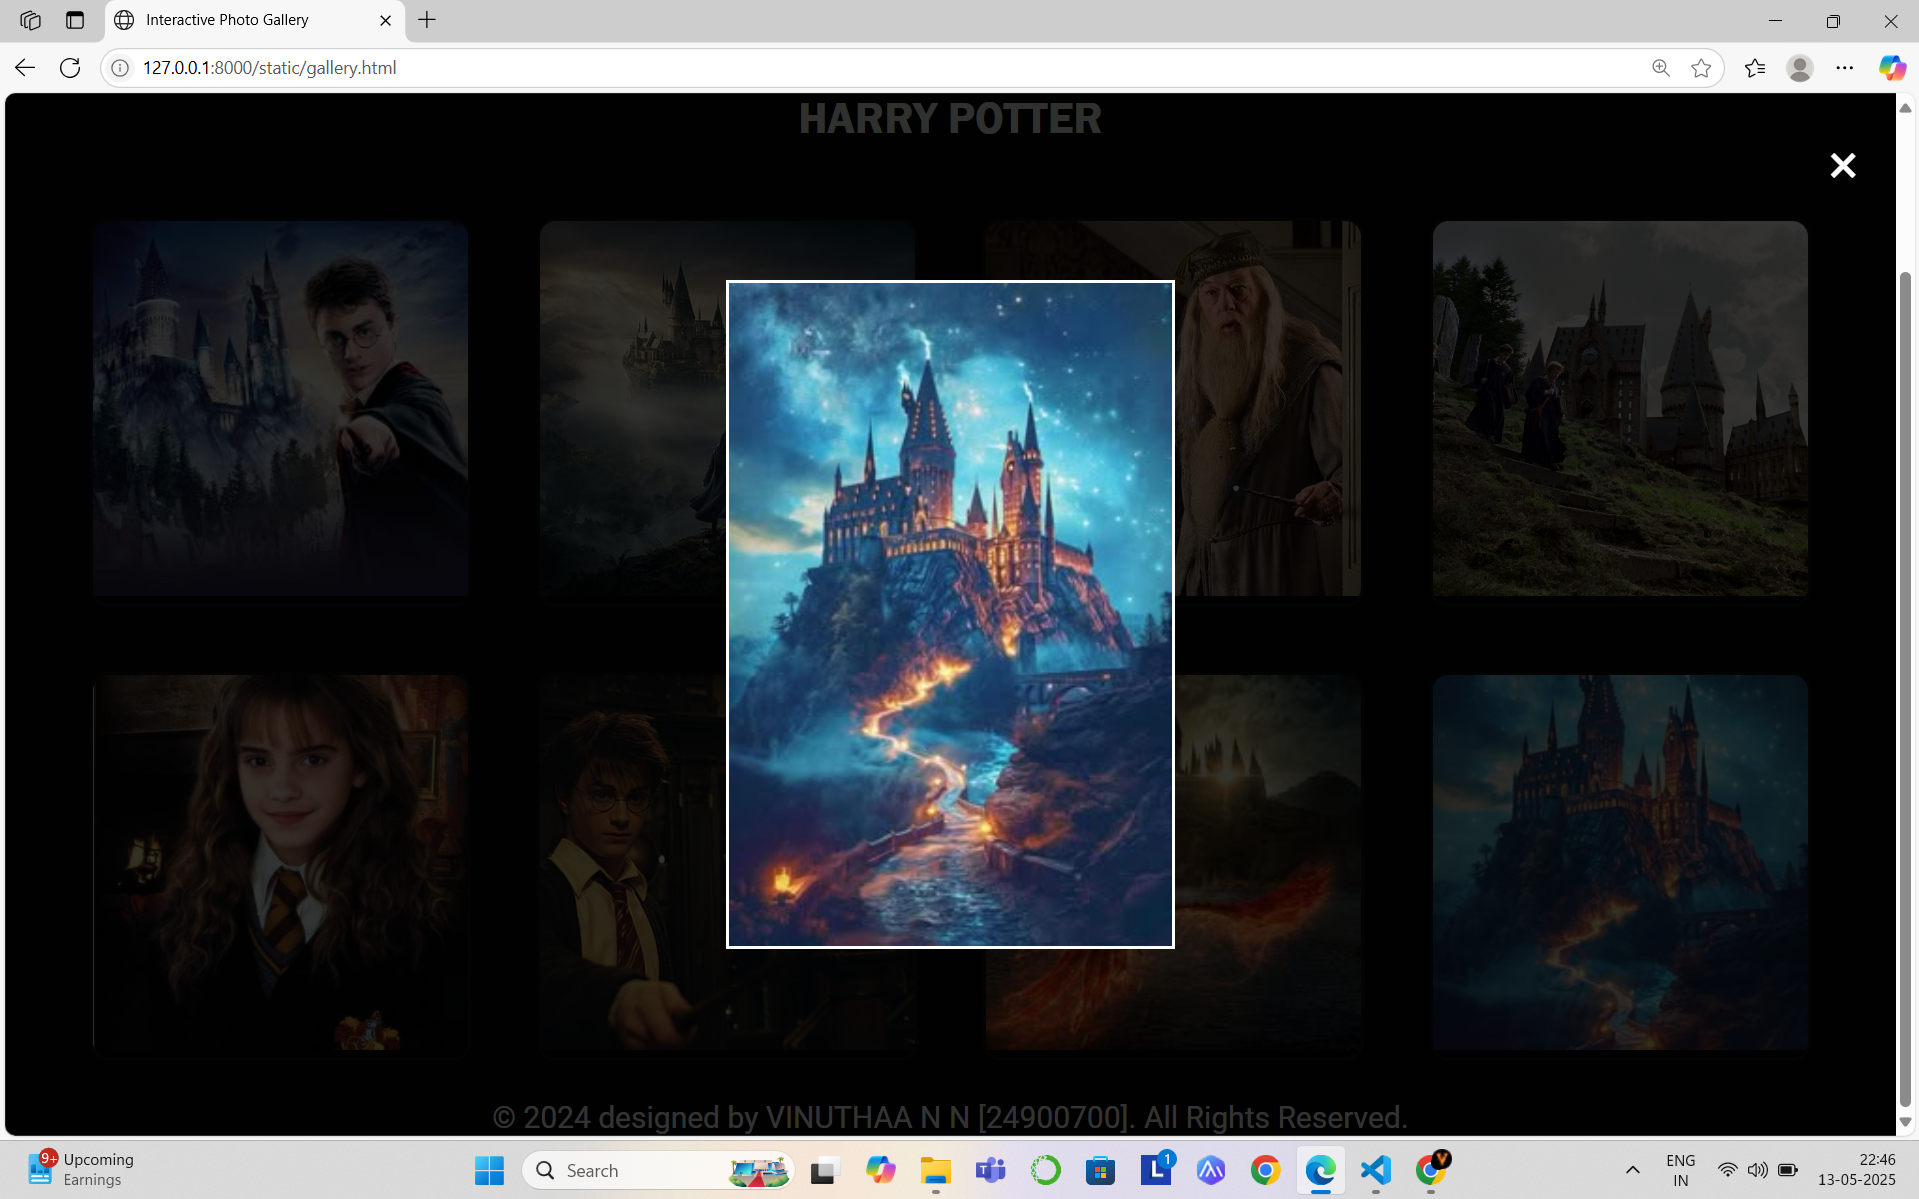 Interactive Photo Gallery
127.0.0.1:8000/static/gallery.html
HARRY POTTER
© 2024 designed by VINUTHAA N N [24900700]. All Rights Reserved.
9+
Upcoming
Earnings
Search
1
ENG
IN
22:46
13-05-2025